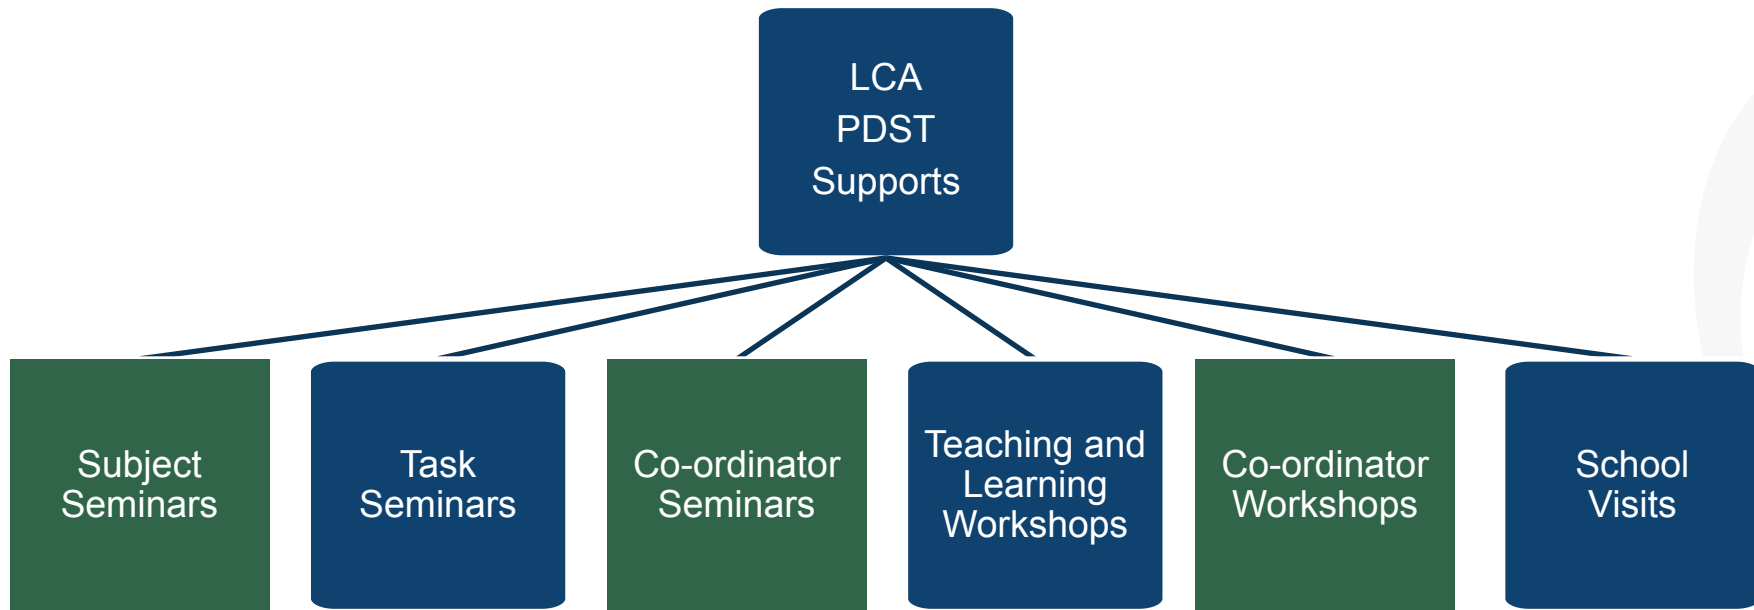 LCA
PDST
Supports
Subject
Seminars
Task
Seminars
Co-ordinator
Seminars
Teaching and
Learning
Workshops
Co-ordinator
Workshops
School
Visits